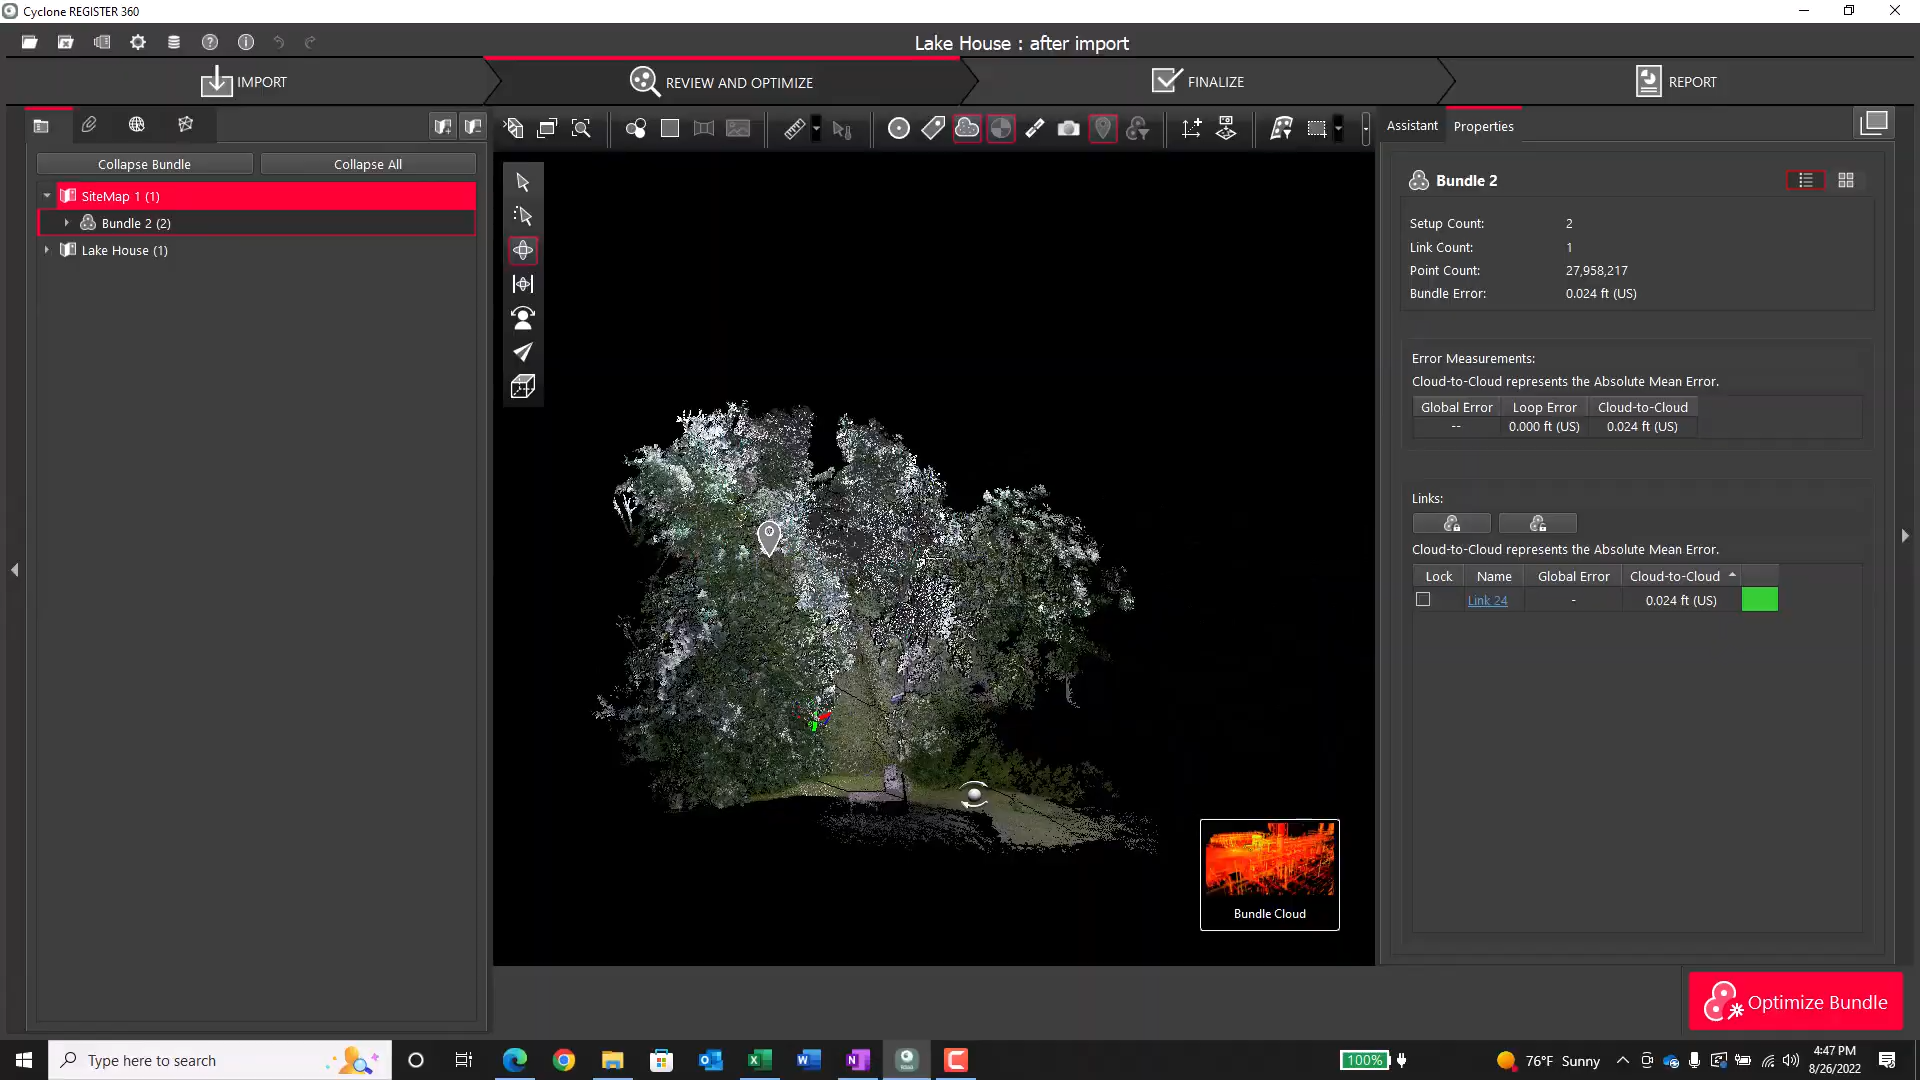 Cyclone REGISTER 360
Lake House : after import
IMPORT
REVIEW AND OPTIMIZE
FINALIZE
REPORT
Assistant
Properties
Collapse Bundle
Collapse All
SiteMap 1 (1)
Bundle 2 (2)
Lake House (1)
Bundle 2
Setup Count: 2
Link Count: 1
Point Count: 27,958,217
Bundle Error: 0.024 ft (US)
Error Measurements:
Cloud-to-Cloud represents the Absolute Mean Error.
Global Error Loop Error Cloud-to-Cloud
-- 0.000 ft (US) 0.024 ft (US)
Links:
Cloud-to-Cloud represents the Absolute Mean Error.
Lock Name Global Error Cloud-to-Cloud
Link 24 - 0.024 ft (US)
Bundle Cloud
Optimize Bundle
Type here to search
100%
76°F Sunny
4:47 PM
8/26/2022